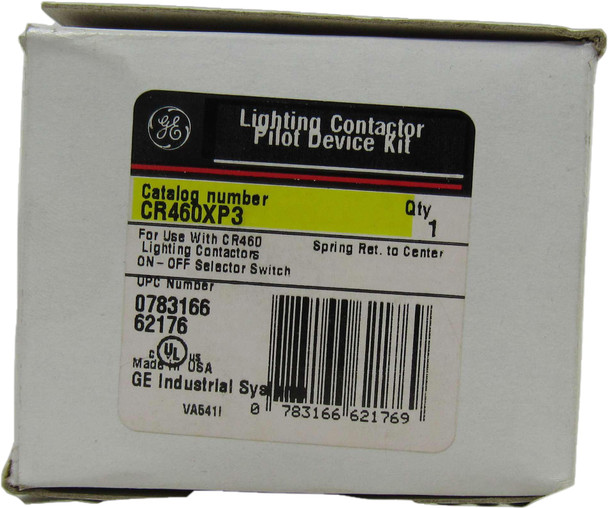 GE
Lighting Contactor
Pilot Device Kit
Catalog number
CR460XP3
Qty
1
For Use With CR460
Lighting Contactors
ON-OFF Selector Switch
Spring Ret. to Center
UPC Number
0783166
62176
C UL US
Made in USA
GE Industrial Systems
VA541I
0 783166 621769